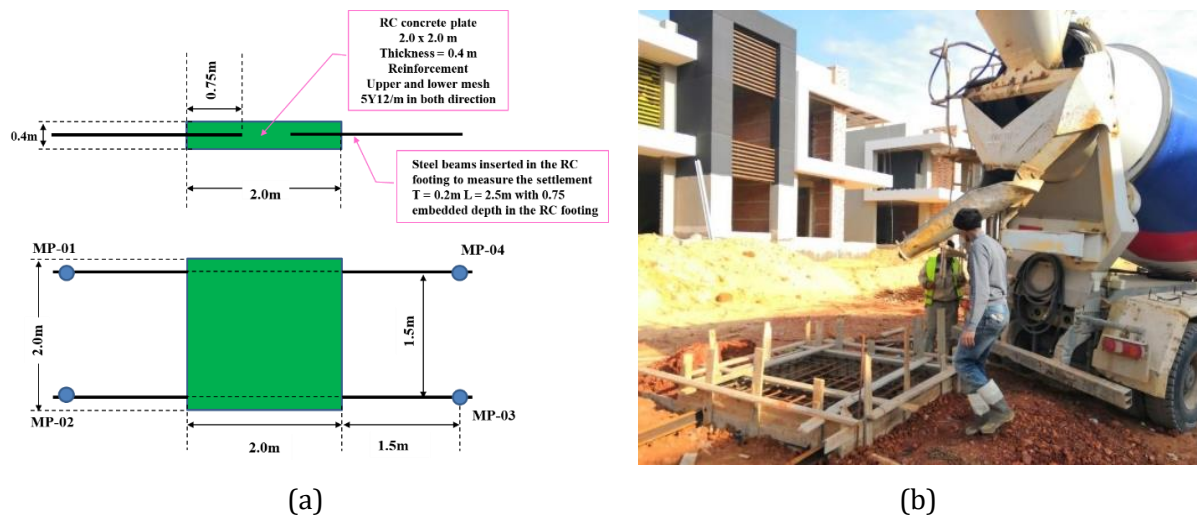 RC concrete plate
2.0 x 2.0 m
Thickness = 0.4 m
Reinforcement
Upper and lower mesh
5Y12/m in both direction
0.75m
0.4m
2.0m
Steel beams inserted in the RC
footing to measure the settlement
T = 0.2m L = 2.5m with 0.75
embedded depth in the RC footing
MP-01
MP-04
2.0m
1.5m
MP-02
MP-03
2.0m
1.5m
(a)
(b)